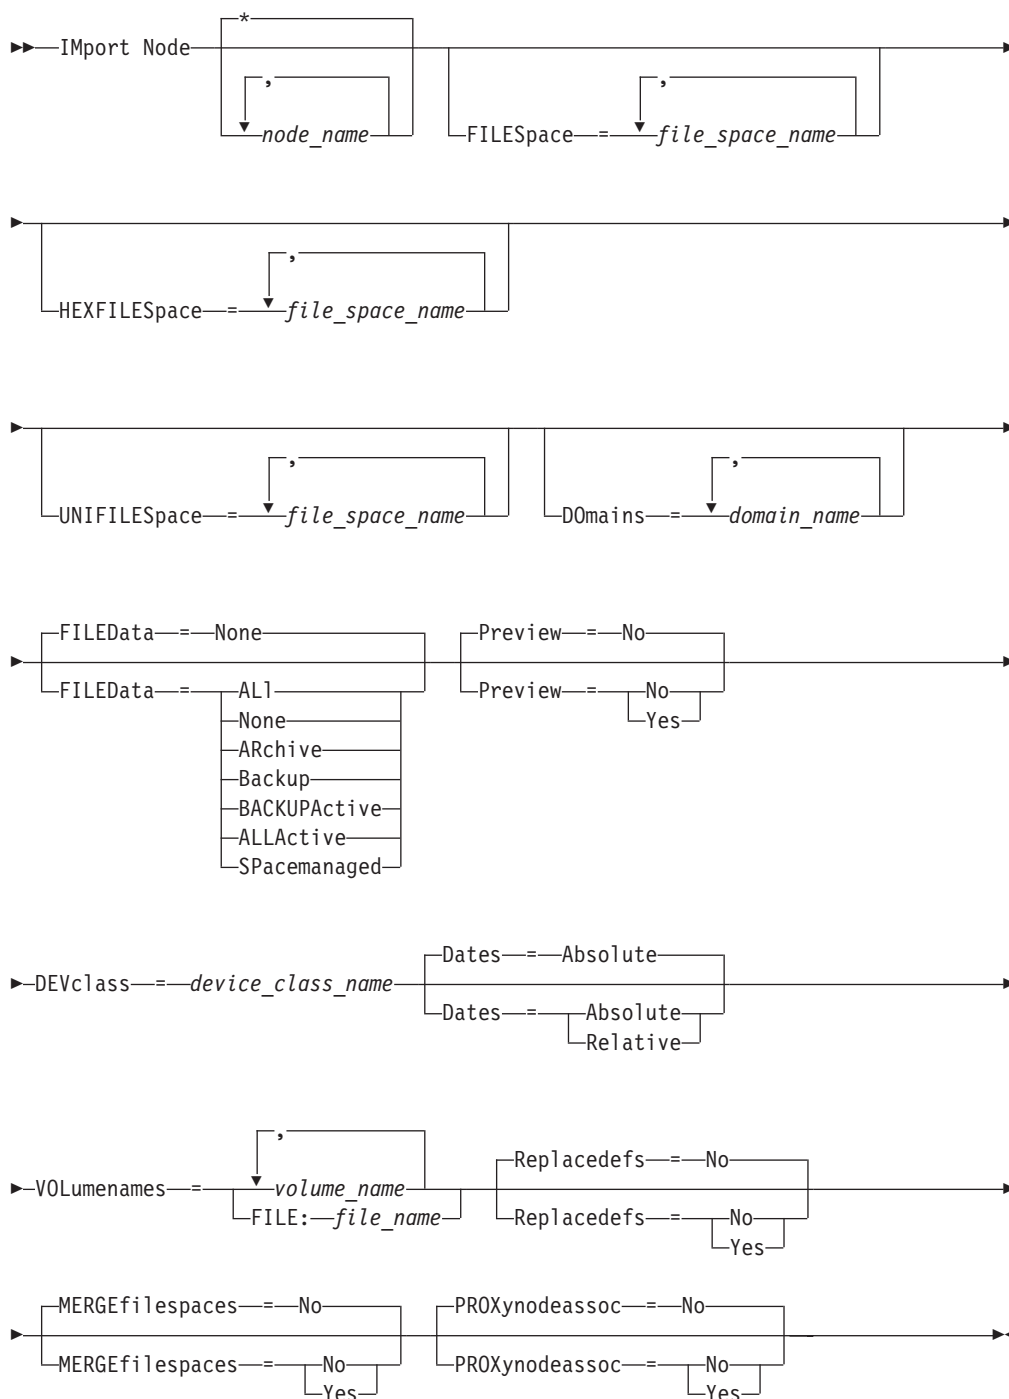 *
IMport Node
,
node_name
,
FILESpace = file_space_name
,
HEXFILESpace = file_space_name
,
UNIFILESpace = file_space_name
,
DOmains = domain_name
FILEData = None
FILEData = ALl
None
ARchive
Backup
BACKUPActive
ALLActive
SPacemanaged
Preview = No
Preview = No
Yes
DEVclass = device_class_name
Dates = Absolute
Dates = Absolute
Relative
,
VOLumenames = volume_name
FILE: file_name
Replacedefs = No
Replacedefs = No
Yes
MERGEfilespaces = No
MERGEfilespaces = No
Yes
PROXynodeassoc = No
PROXynodeassoc = No
Yes